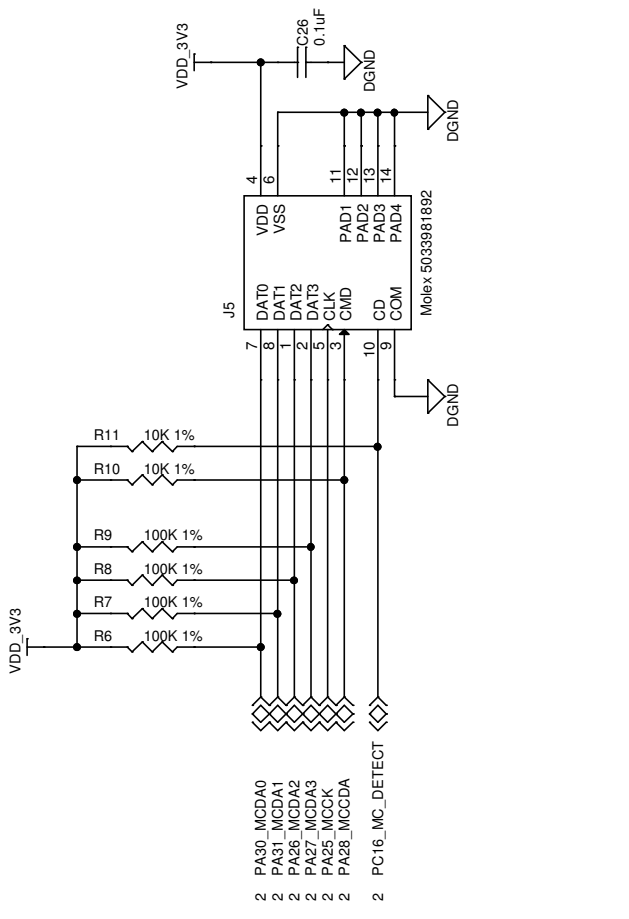 VDD_3V3
C26
0.1uF
DGND
DGND
4
6
11
12
13
14
VDD
VSS
PAD1
PAD2
PAD3
PAD4
J5
Molex 5033981892
DAT0
DAT1
DAT2
DAT3
CLK
CMD
CD
COM
7
8
1
2
5
3
10
9
DGND
R11 10K 1%
R10 10K 1%
R9 100K 1%
R8 100K 1%
R7 100K 1%
R6 100K 1%
VDD_3V3
2 PA30_MCDA0
2 PA31_MCDA1
2 PA26_MCDA2
2 PA27_MCDA3
2 PA25_MCCK
2 PA28_MCCDA
2 PC16_MC_DETECT